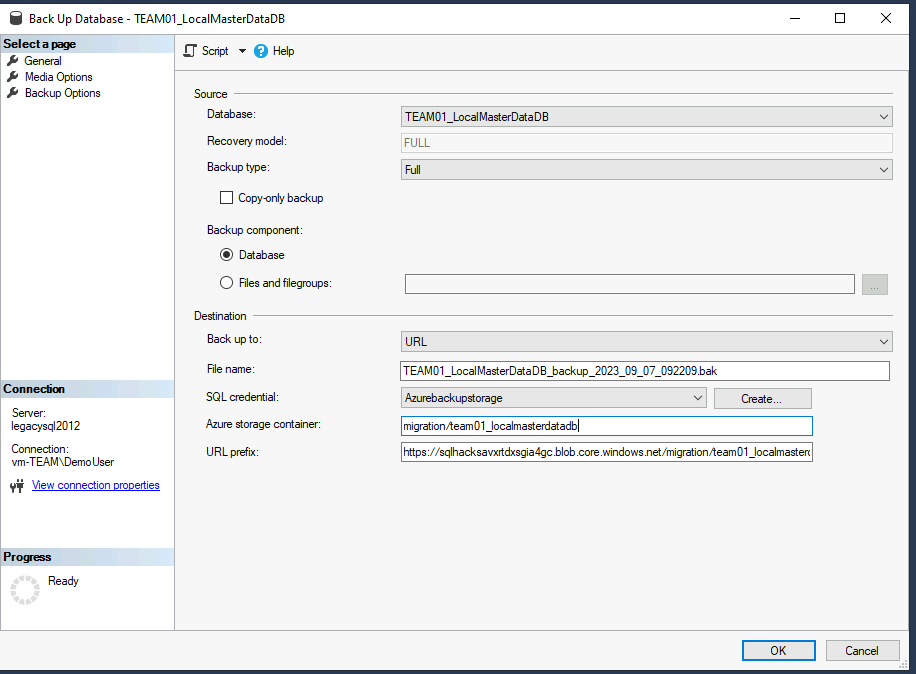 Back Up Database - TEAM01_LocalMasterDataDB
Select a page
General
Media Options
Backup Options
Script
Help
Source
Database:
TEAM01_LocalMasterDataDB
Recovery model:
FULL
Backup type:
Full
Copy-only backup
Backup component:
Database
Files and filegroups:
...
Destination
Back up to:
URL
File name:
TEAM01_LocalMasterDataDB_backup_2023_09_07_092209.bak
SQL credential:
Azurebackupstorage
Create...
Azure storage container:
migration/team01_localmasterdatadb
URL prefix:
https://sqlhacksavxrtdxsgia4gc.blob.core.windows.net/migration/team01_localmaster
Connection
Server:
legacysql2012
Connection:
vm-TEAM\DemoUser
View connection properties
Progress
Ready
OK
Cancel